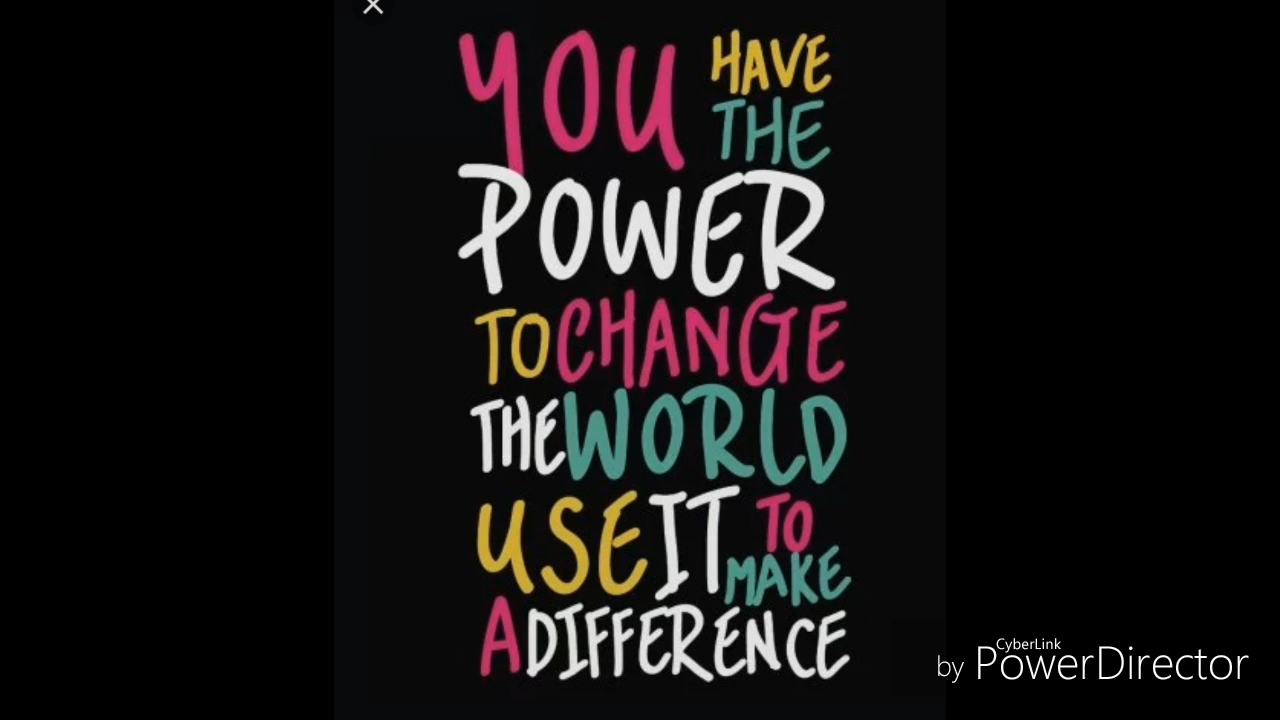 YOU HAVE
THE
POWER
TO CHANGE
THE WORLD
USE IT TO
MAKE
A DIFFERENCE
CyberLink
by PowerDirector